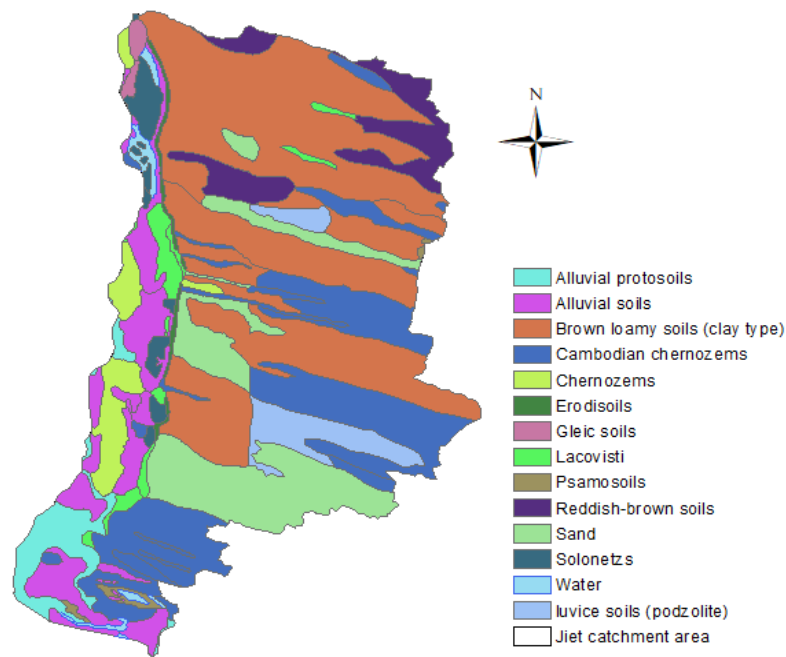 N
Alluvial protosoils
Alluvial soils
Brown loamy soils (clay type)
Cambodian chernozems
Chernozems
Erodisoils
Gleic soils
Lacovisti
Psamosoils
Reddish-brown soils
Sand
Solonetzs
Water
luvice soils (podzolite)
Jiet catchment area